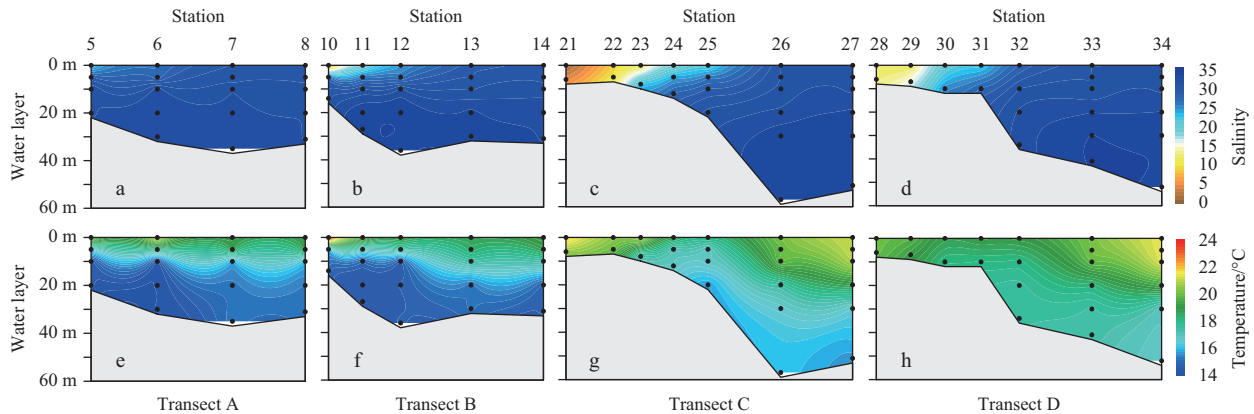 Station Station Station Station
5 6 7 8 10 11 12 13 14 21 22 23 24 25 26 27 28 29 30 31 32 33 34
0 m
20 m
40 m
60 m
Water layer
a b c d
35
30
25
20
15
10
5
0
Salinity
0 m
20 m
40 m
60 m
Water layer
e f g h
24
22
20
18
16
14
Temperature/°C
Transect A Transect B Transect C Transect D